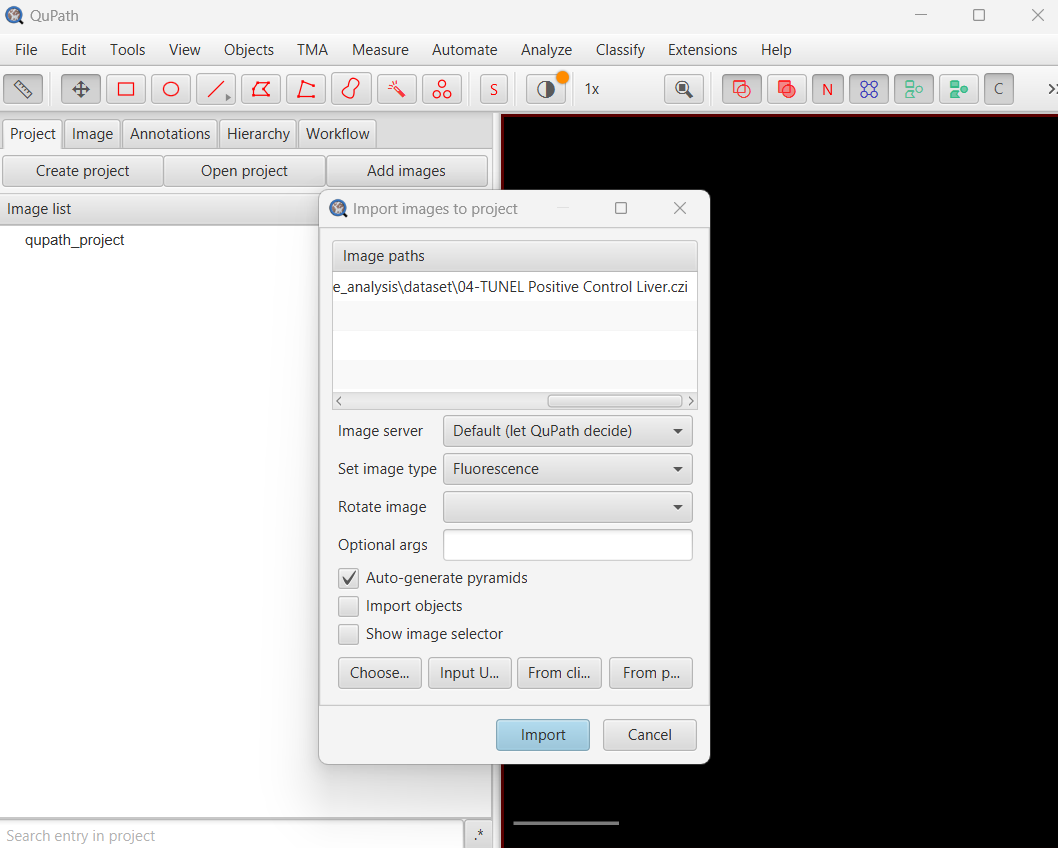 QuPath
File Edit Tools View Objects TMA Measure Automate Analyze Classify Extensions Help
S 1x N C
Project Image Annotations Hierarchy Workflow
Create project Open project Add images
Image list
qupath_project
Import images to project
Image paths
e_analysis\dataset\04-TUNEL Positive Control Liver.czi
Image server Default (let QuPath decide)
Set image type Fluorescence
Rotate image
Optional args
Auto-generate pyramids
Import objects
Show image selector
Choose... Input U... From cli... From p...
Import Cancel
Search entry in project .*